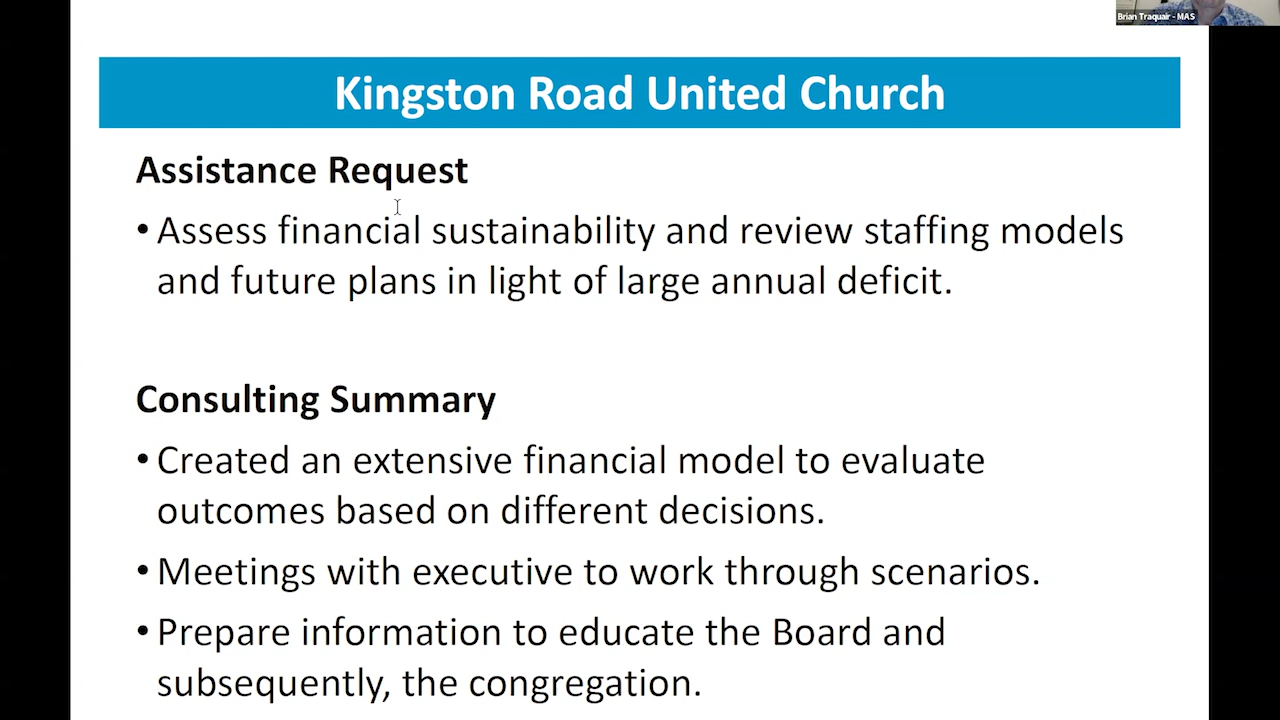 Brian Traquair - MAS
Kingston Road United Church
Assistance Request
• Assess financial sustainability and review staffing models
and future plans in light of large annual deficit.
Consulting Summary
• Created an extensive financial model to evaluate
outcomes based on different decisions.
• Meetings with executive to work through scenarios.
• Prepare information to educate the Board and
subsequently, the congregation.